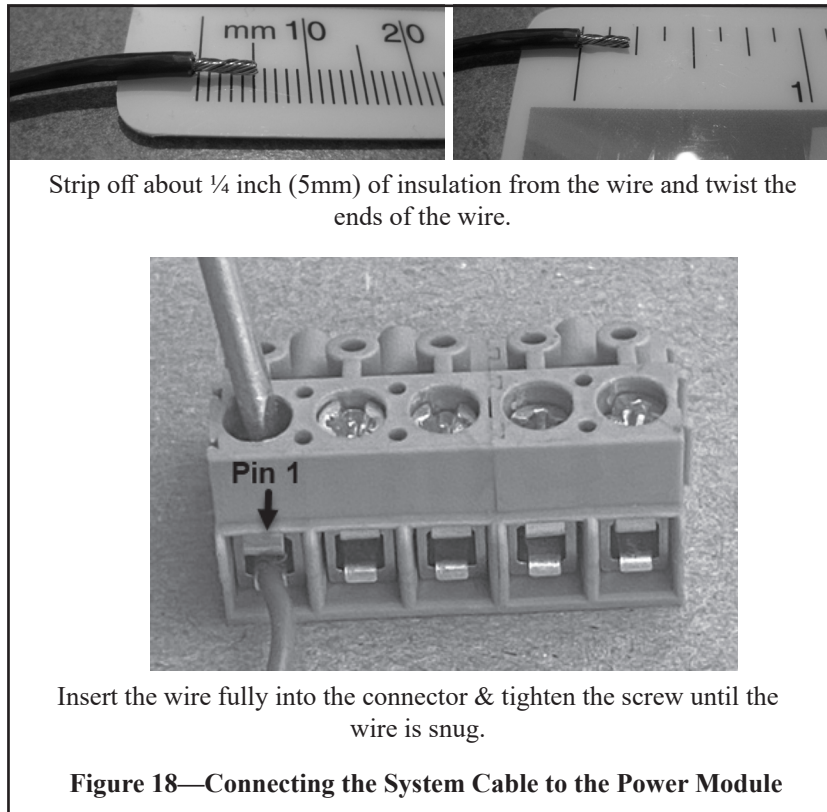 mm 10 20
1
Strip off about ¼ inch (5mm) of insulation from the wire and twist the
ends of the wire.
Pin 1
Insert the wire fully into the connector & tighten the screw until the
wire is snug.
Figure 18—Connecting the System Cable to the Power Module